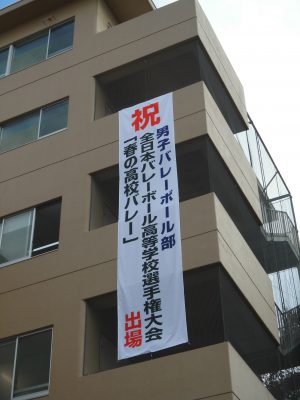 祝
男子バレーボール部
全日本バレーボール高等学校選手権大会
「春の高校バレー」
出場